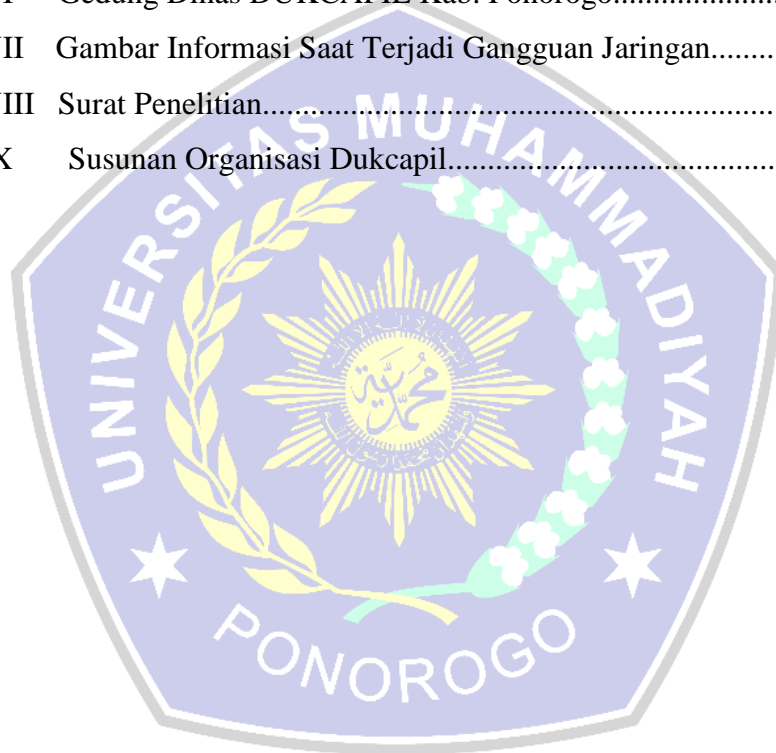 I Gedung Dinas DUKCAPIL Kab. Ponorogo.....................
II Gambar Informasi Saat Terjadi Gangguan Jaringan.......
III Surat Penelitian.................................................................
X Susunan Organisasi Dukcapil.........................................
UNIVERSITAS MUHAMMADIYAH
محمدية
PONOROGO